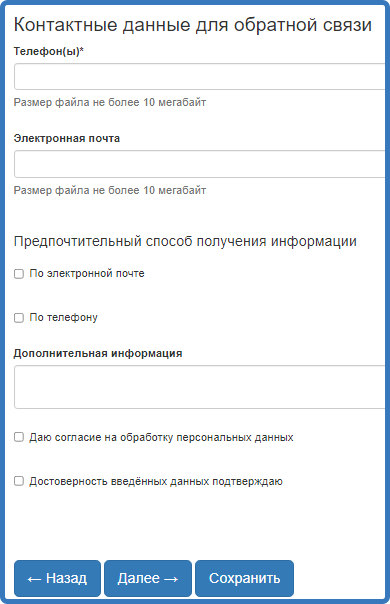 Контактные данные для обратной связи
Телефон(ы)*
Размер файла не более 10 мегабайт
Электронная почта
Размер файла не более 10 мегабайт
Предпочтительный способ получения информации
По электронной почте
По телефону
Дополнительная информация
Даю согласие на обработку персональных данных
Достоверность введённых данных подтверждаю
← Назад Далее → Сохранить